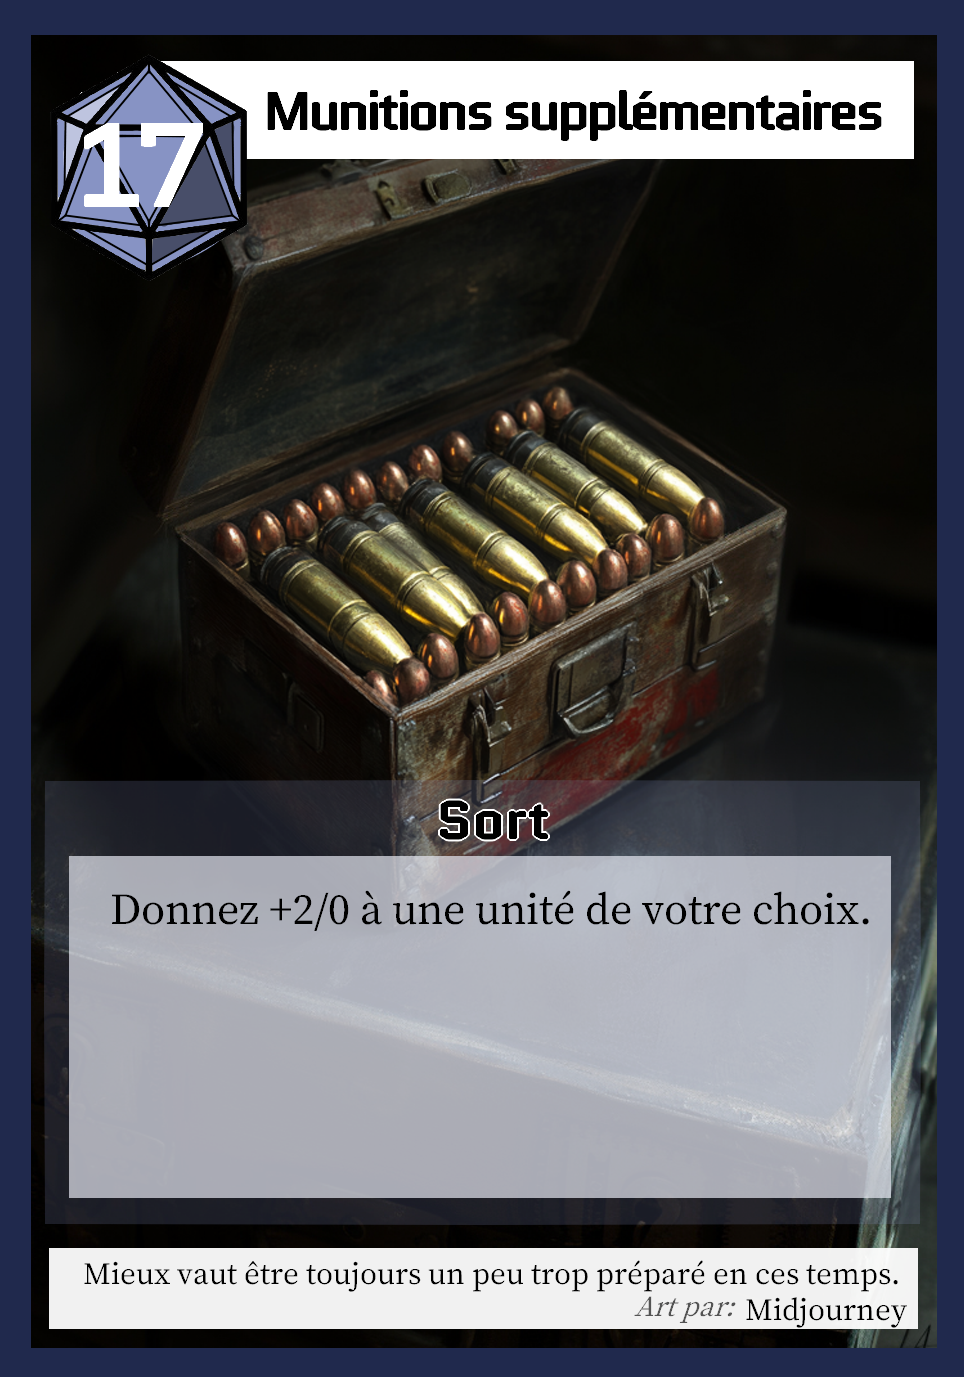 17
Munitions supplémentaires
Sort
Donnez +2/0 à une unité de votre choix.
Mieux vaut être toujours un peu trop préparé en ces temps.
Art par: Midjourney